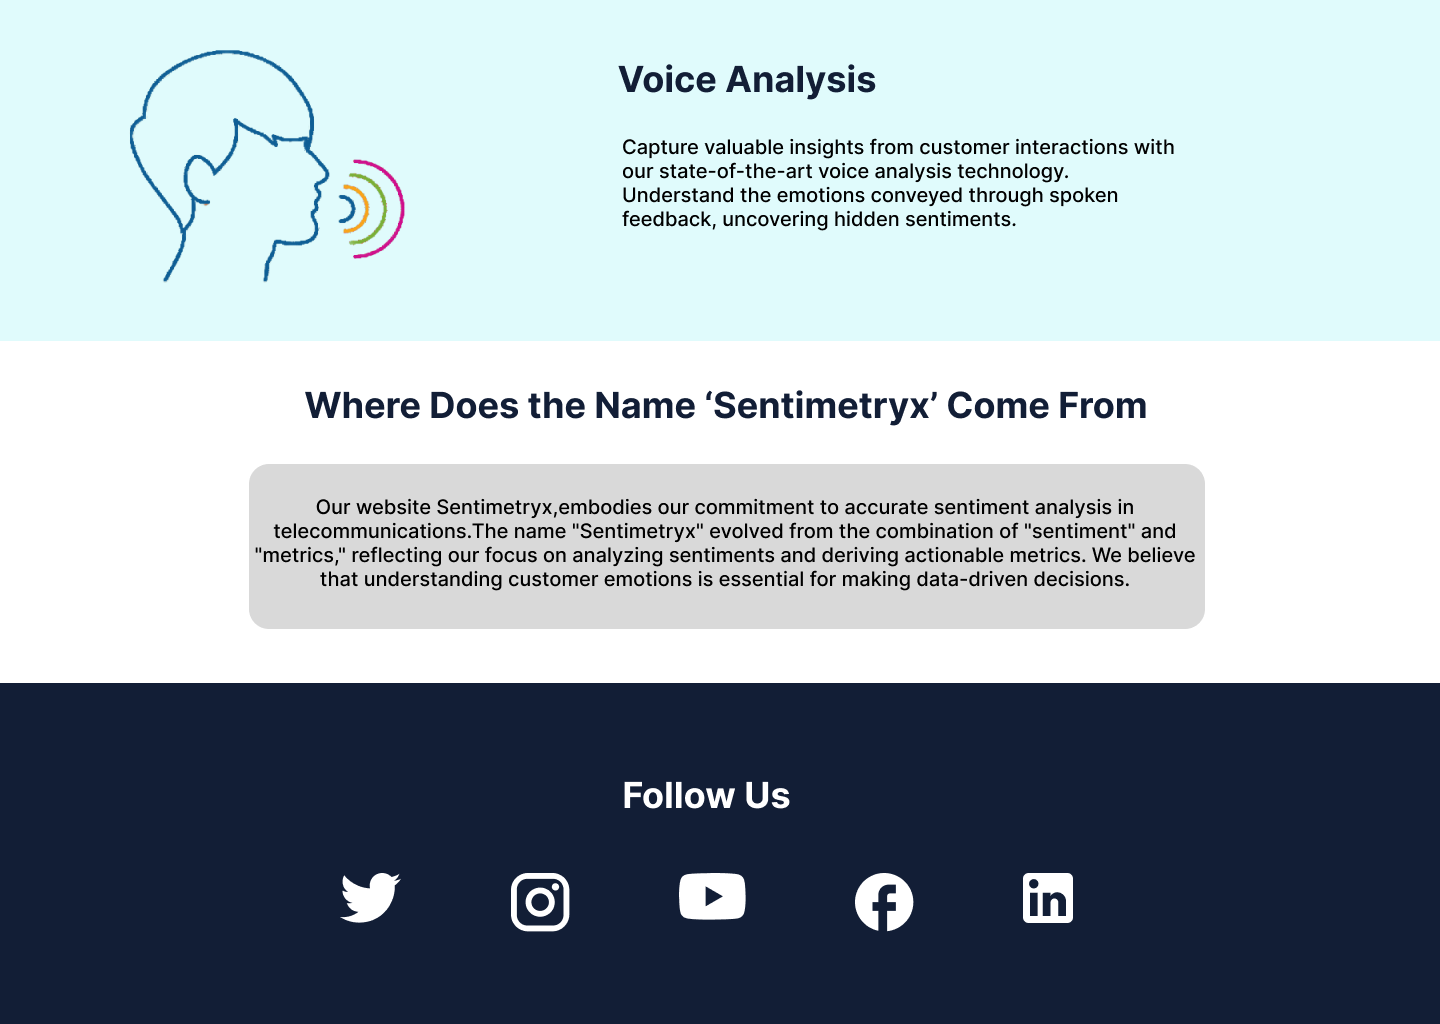 Voice Analysis
Capture valuable insights from customer interactions with
our state-of-the-art voice analysis technology.
Understand the emotions conveyed through spoken
feedback, uncovering hidden sentiments.
Where Does the Name ‘Sentimetryx’ Come From
Our website Sentimetryx,embodies our commitment to accurate sentiment analysis in
telecommunications.The name "Sentimetryx" evolved from the combination of "sentiment" and
"metrics," reflecting our focus on analyzing sentiments and deriving actionable metrics. We believe
that understanding customer emotions is essential for making data-driven decisions.
Follow Us